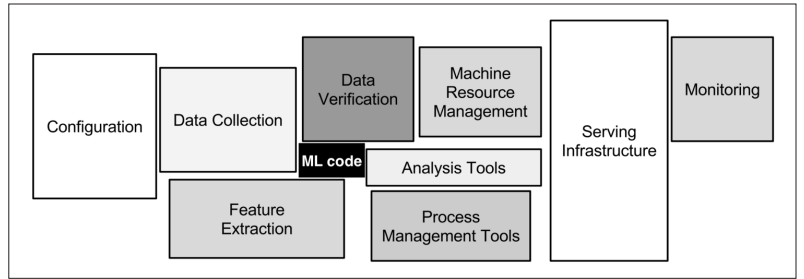 Configuration
Data Collection
Data
Verification
Machine
Resource
Management
Serving
Infrastructure
Monitoring
ML code
Analysis Tools
Feature
Extraction
Process
Management Tools